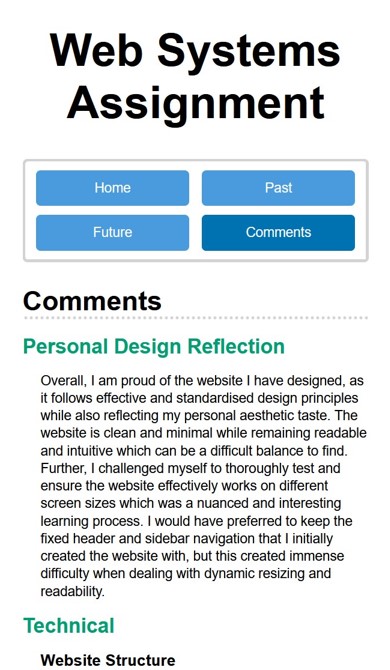 Web Systems
Assignment
Home
Past
Future
Comments
Comments
Personal Design Reflection
Overall, I am proud of the website I have designed, as
it follows effective and standardised design principles
while also reflecting my personal aesthetic taste. The
website is clean and minimal while remaining readable
and intuitive which can be a difficult balance to find.
Further, I challenged myself to thoroughly test and
ensure the website effectively works on different
screen sizes which was a nuanced and interesting
learning process. I would have preferred to keep the
fixed header and sidebar navigation that I initially
created the website with, but this created immense
difficulty when dealing with dynamic resizing and
readability.
Technical
Website Structure